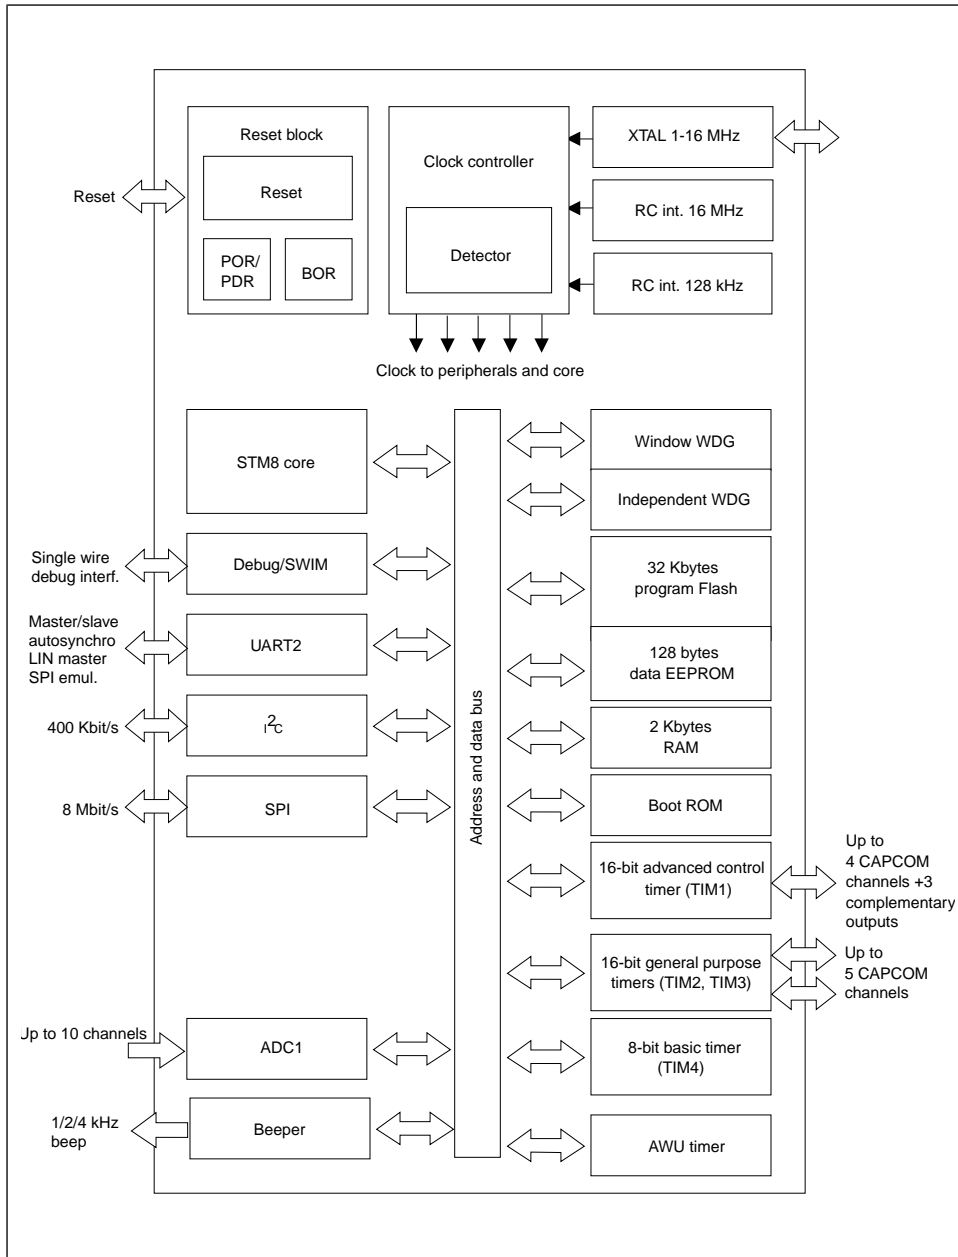 Reset block
Reset
POR/
PDR
BOR
Reset
Clock controller
Detector
XTAL 1-16 MHz
RC int. 16 MHz
RC int. 128 kHz
Clock to peripherals and core
STM8 core
Single wire
debug interf.
Debug/SWIM
Master/slave
autosynchro
LIN master
SPI emul.
UART2
400 Kbit/s
I2C
8 Mbit/s
SPI
Up to 10 channels
ADC1
1/2/4 kHz
beep
Beeper
Address and data bus
Window WDG
Independent WDG
32 Kbytes
program Flash
128 bytes
data EEPROM
2 Kbytes
RAM
Boot ROM
16-bit advanced control
timer (TIM1)
Up to
4 CAPCOM
channels +3
complementary
outputs
16-bit general purpose
timers (TIM2, TIM3)
Up to
5 CAPCOM
channels
8-bit basic timer
(TIM4)
AWU timer